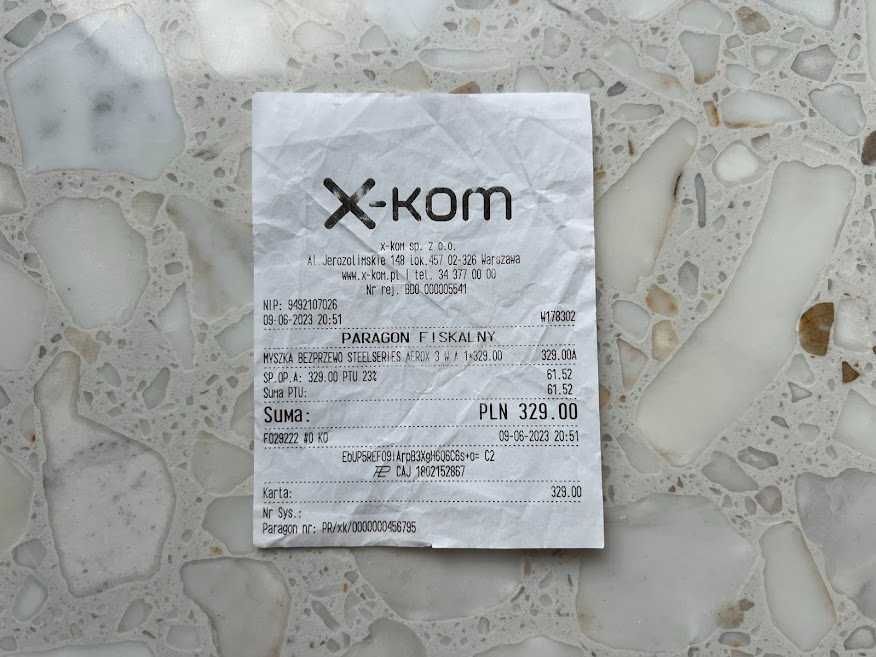 x-kom
x-kom sp. z o.o.
Al. Jerozolimskie 148 lok.457 02-326 Warszawa
www.x-kom.pl | tel. 34 377 00 00
Nr rej. BDO 000005541
NIP: 9492107026
09-06-2023 20:51 W178302
PARAGON FISKALNY
MYSZKA BEZPRZEWO STEELSERIES AEROX 3 W A 1*329.00 329.00A
SP.OP.A: 329.00 PTU 23% 61.52
Suma PTU: 61.52
Suma: PLN 329.00
F029222 #0 KO 09-06-2023 20:51
EbUP5REFO9iArpB3XgH6Q6C6s+o= C2
CAJ 1802152867
Karta: 329.00
Nr Sys.:
Paragon nr: PR/xk/0000000456795